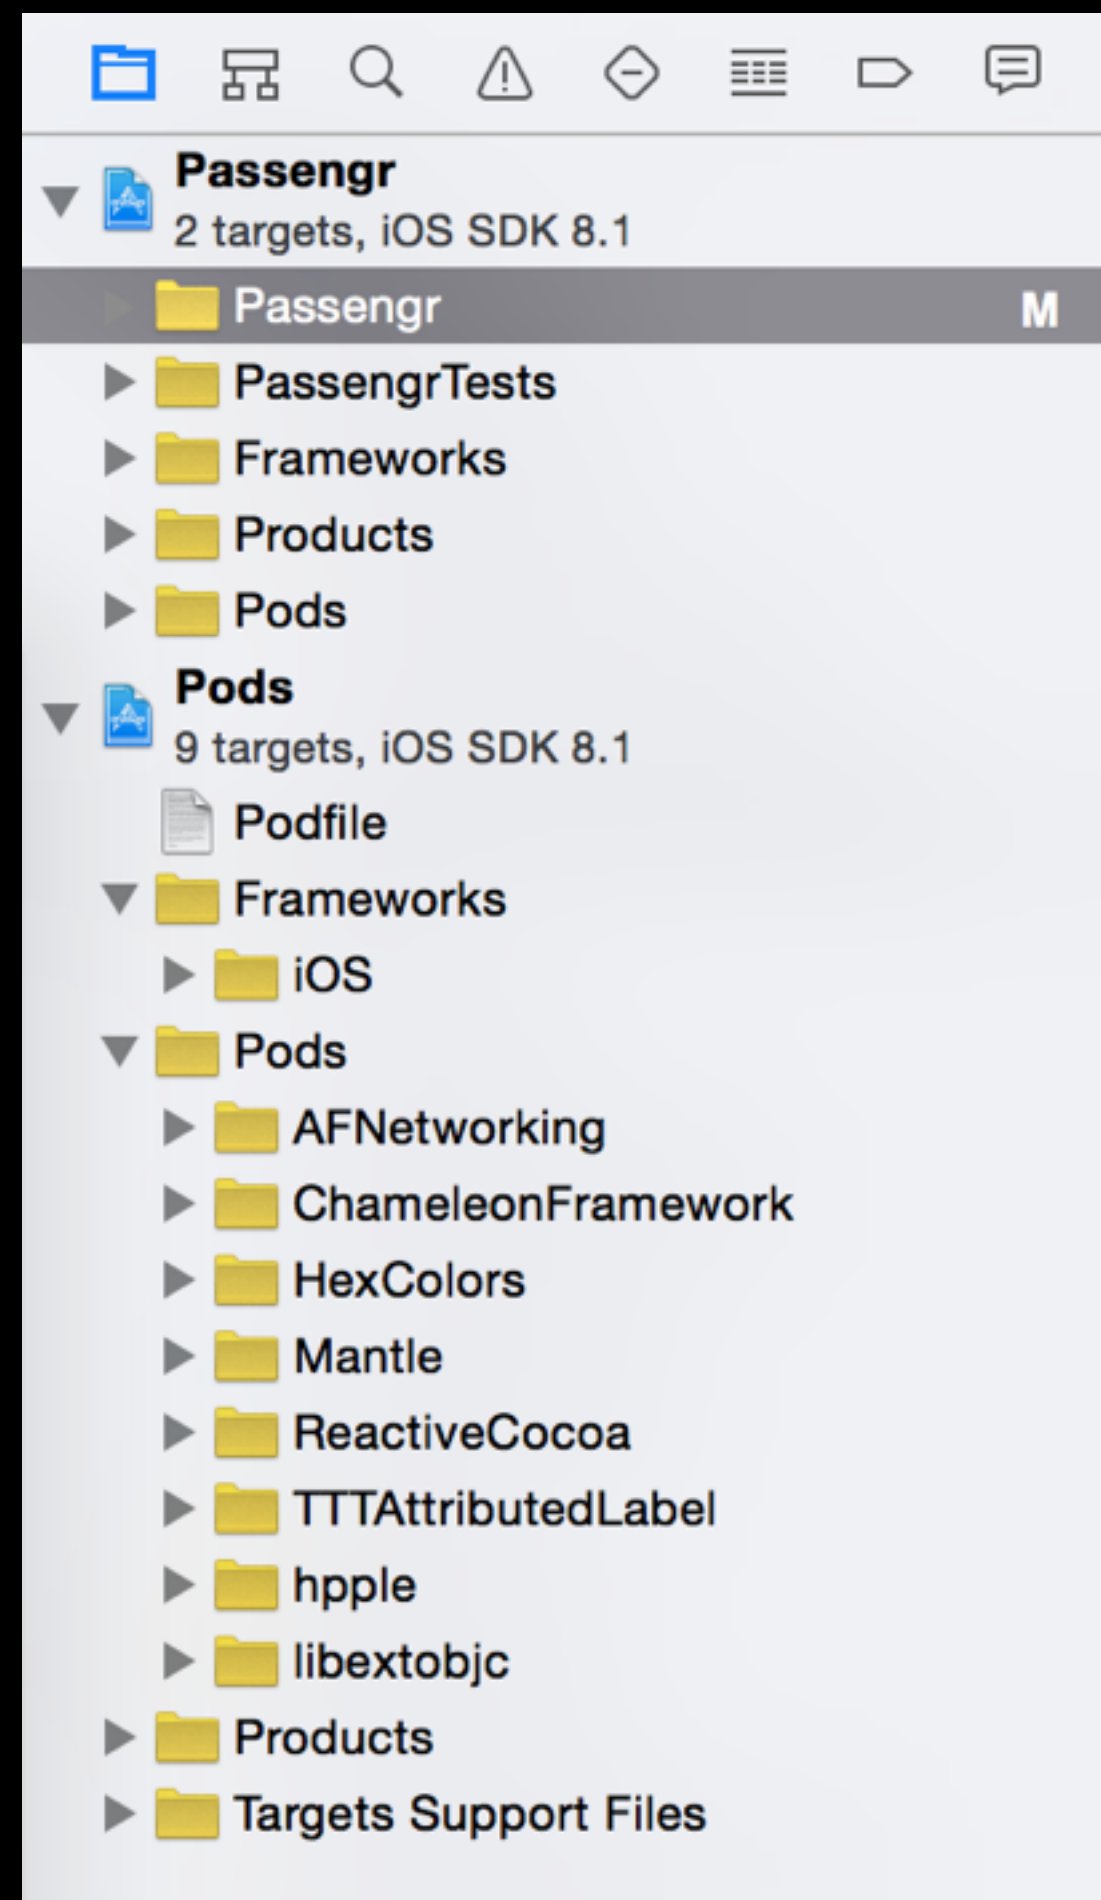 Passengr
2 targets, iOS SDK 8.1
Passengr M
PassengrTests
Frameworks
Products
Pods
Pods
9 targets, iOS SDK 8.1
Podfile
Frameworks
iOS
Pods
AFNetworking
ChameleonFramework
HexColors
Mantle
ReactiveCocoa
TTTAttributedLabel
hpple
libextobjc
Products
Targets Support Files